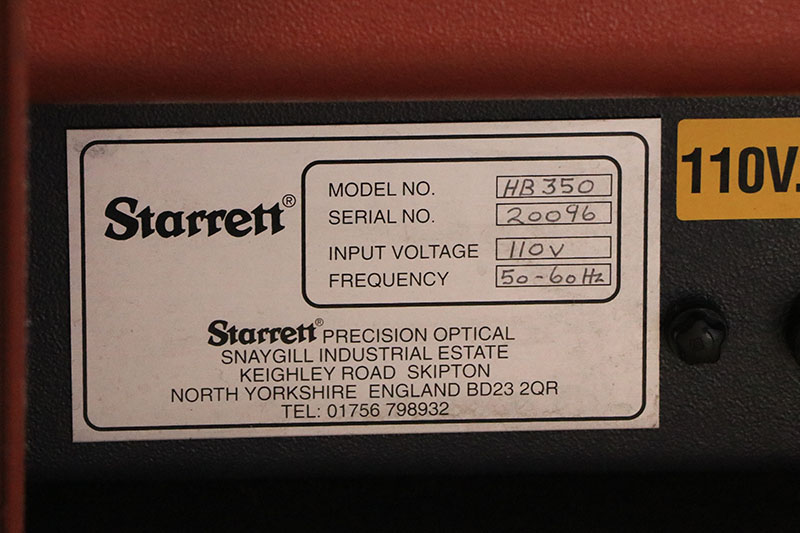 Starrett®
MODEL NO. HB350
SERIAL NO. 20096
INPUT VOLTAGE 110V
FREQUENCY 50-60Hz
Starrett® PRECISION OPTICAL
SNAYGILL INDUSTRIAL ESTATE
KEIGHLEY ROAD SKIPTON
NORTH YORKSHIRE ENGLAND BD23 2QR
TEL: 01756 798932
110V.